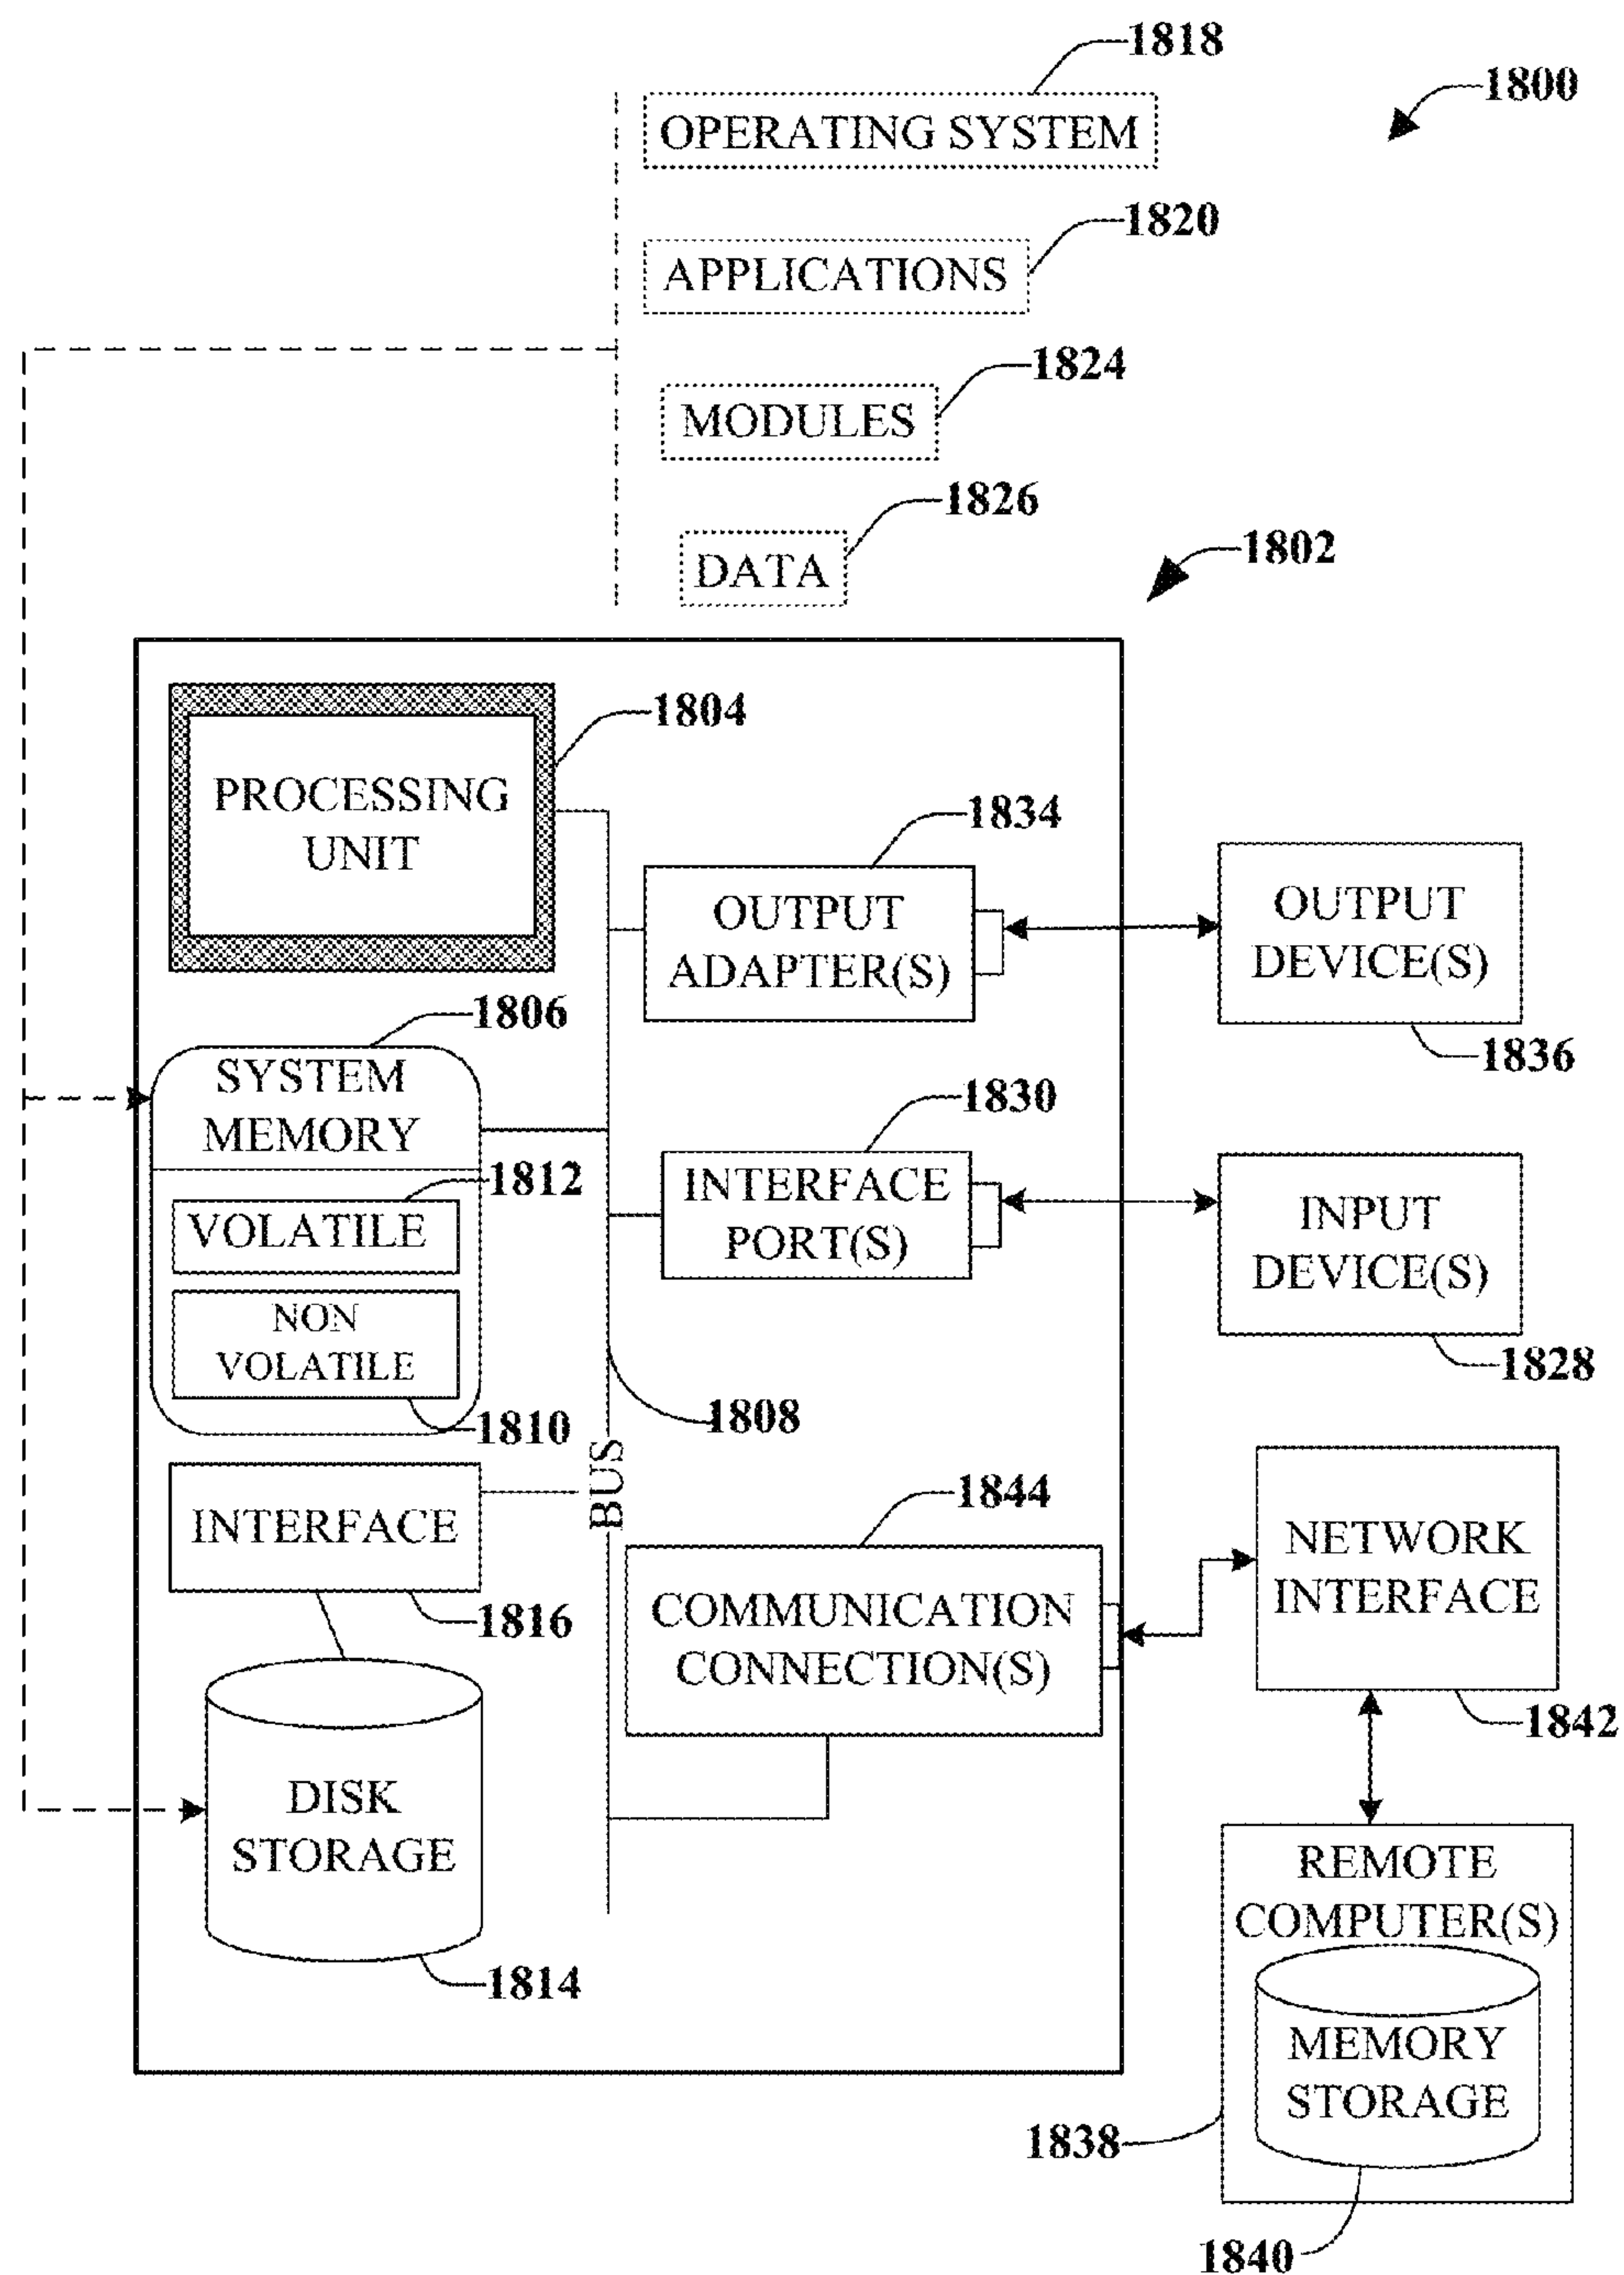 1818
1800
OPERATING SYSTEM
1820
APPLICATIONS
1824
MODULES
1826
DATA
1802
1804
PROCESSING
UNIT
1834
OUTPUT
ADAPTER(S)
OUTPUT
DEVICE(S)
1836
1806
SYSTEM
MEMORY
1812
VOLATILE
NON
VOLATILE
1810
1830
INTERFACE
PORT(S)
INPUT
DEVICE(S)
1828
1808
BUS
INTERFACE
1816
1844
COMMUNICATION
CONNECTION(S)
NETWORK
INTERFACE
1842
DISK
STORAGE
1814
REMOTE
COMPUTER(S)
MEMORY
STORAGE
1838
1840